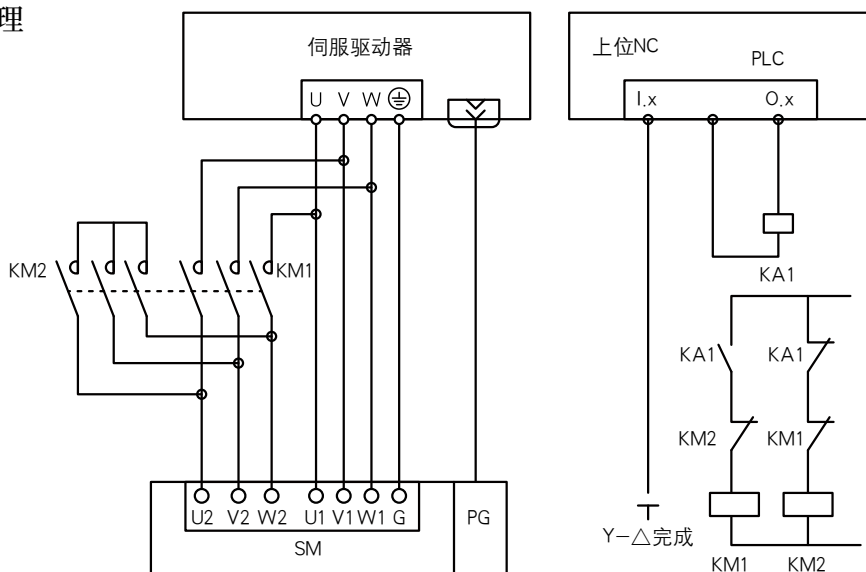 理
伺服驱动器
U V W
上位NC
PLC
I.x O.x
KM2
KM1
KA1
KA1 KA1
KM2 KM1
U2 V2 W2 U1 V1 W1 G
PG
SM
Y-△完成
KM1 KM2